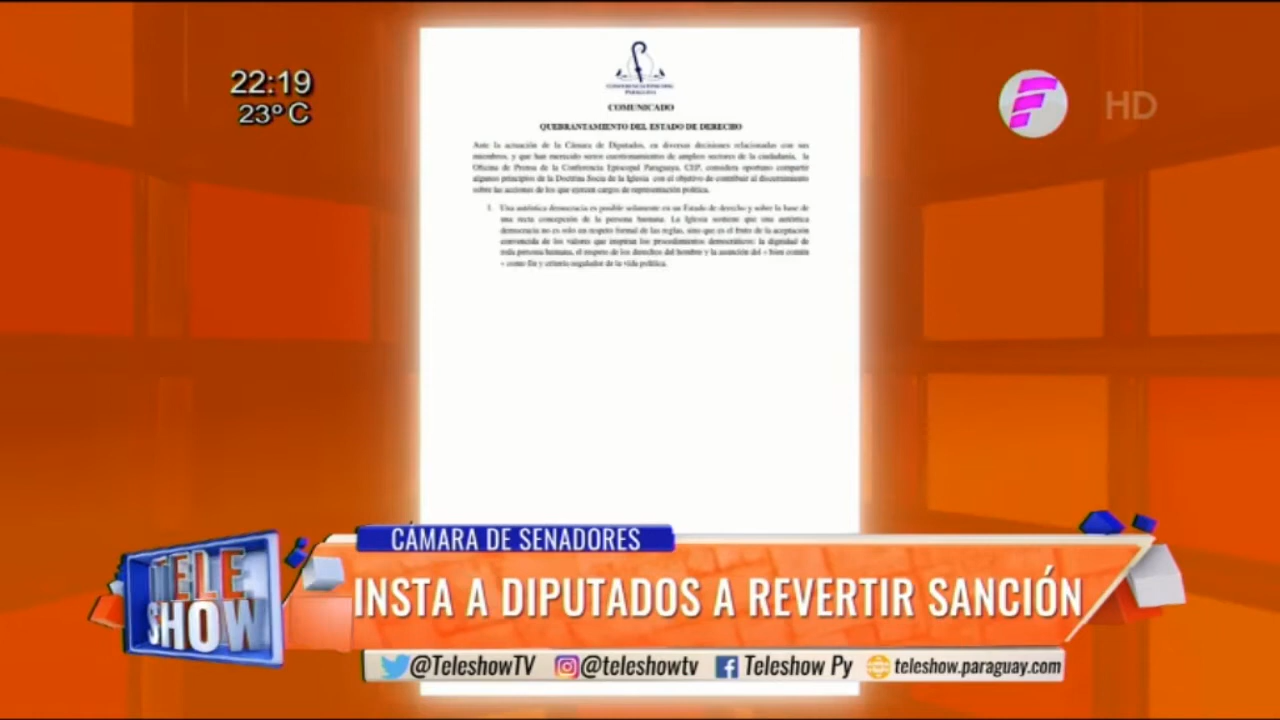 22:19
23º C
HD
CONFERENCIA EPISCOPAL
PARAGUAYA
COMUNICADO
QUEBRANTAMIENTO DEL ESTADO DE DERECHO
Ante la actuación de la Cámara de Diputados, en diversas decisiones relacionadas con sus
miembros, y que han merecido serios cuestionamientos de amplios sectores de la ciudadanía, la
Oficina de Prensa de la Conferencia Episcopal Paraguaya, CEP, considera oportuno compartir
algunos principios de la Doctrina Socia de la Iglesia con el objetivo de contribuir al discernimiento
sobre las acciones de los que ejercen cargos de representación política.
1. Una auténtica democracia es posible solamente en un Estado de derecho y sobre la base de
una recta concepción de la persona humana. La Iglesia sostiene que una auténtica
democracia no es solo un respeto formal de las reglas, sino que es el fruto de la aceptación
convencida de los valores que inspiran los procedimientos democráticos: la dignidad de
toda persona humana, el respeto de los derechos del hombre y la asunción del « bien común
» como fin y criterio regulador de la vida política.
CÁMARA DE SENADORES
INSTA A DIPUTADOS A REVERTIR SANCIÓN
TELE
SHOW
@TeleshowTV @teleshowtv Teleshow Py teleshow.paraguay.com